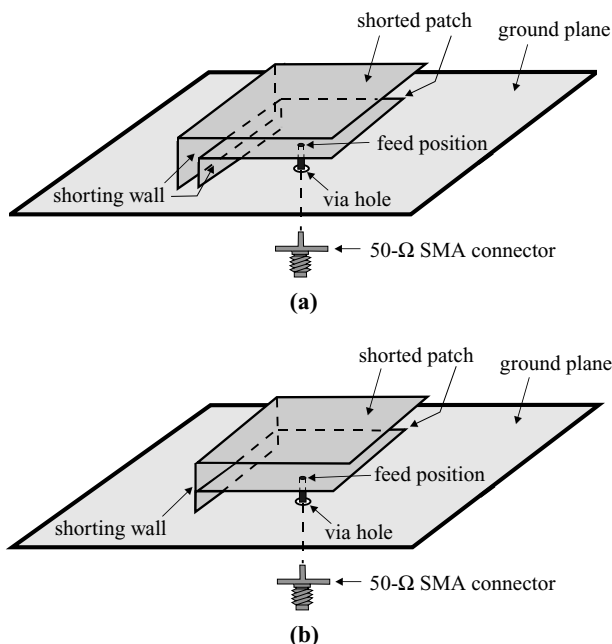 shorted patch
ground plane
feed position
shorting wall
via hole
50-Ω SMA connector
(a)
shorted patch
ground plane
feed position
shorting wall
via hole
50-Ω SMA connector
(b)